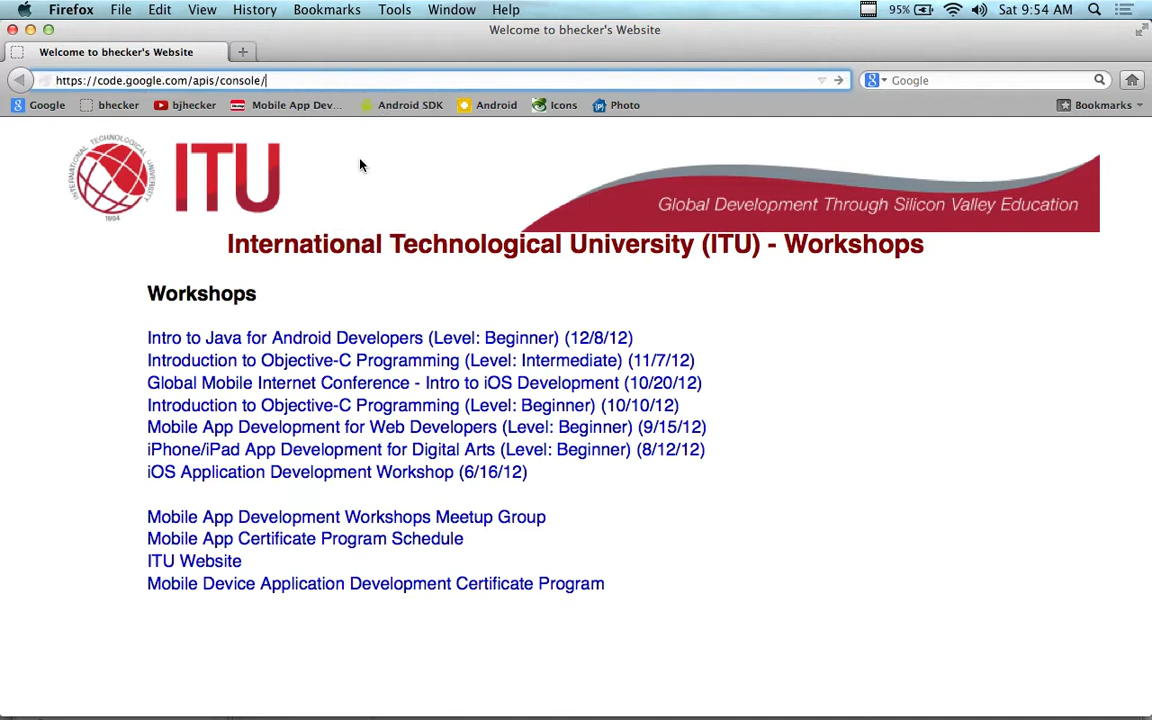 Firefox File Edit View History Bookmarks Tools Window Help 95% Sat 9:54 AM
Welcome to bhecker's Website
Welcome to bhecker's Website
https://code.google.com/apis/console/ Google
Google bhecker bjhecker Mobile App Dev... Android SDK Android Icons Photo Bookmarks
INTERNATIONAL TECHNOLOGICAL UNIVERSITY
1994
ITU
Global Development Through Silicon Valley Education
International Technological University (ITU) - Workshops
Workshops
Intro to Java for Android Developers (Level: Beginner) (12/8/12)
Introduction to Objective-C Programming (Level: Intermediate) (11/7/12)
Global Mobile Internet Conference - Intro to iOS Development (10/20/12)
Introduction to Objective-C Programming (Level: Beginner) (10/10/12)
Mobile App Development for Web Developers (Level: Beginner) (9/15/12)
iPhone/iPad App Development for Digital Arts (Level: Beginner) (8/12/12)
iOS Application Development Workshop (6/16/12)
Mobile App Development Workshops Meetup Group
Mobile App Certificate Program Schedule
ITU Website
Mobile Device Application Development Certificate Program